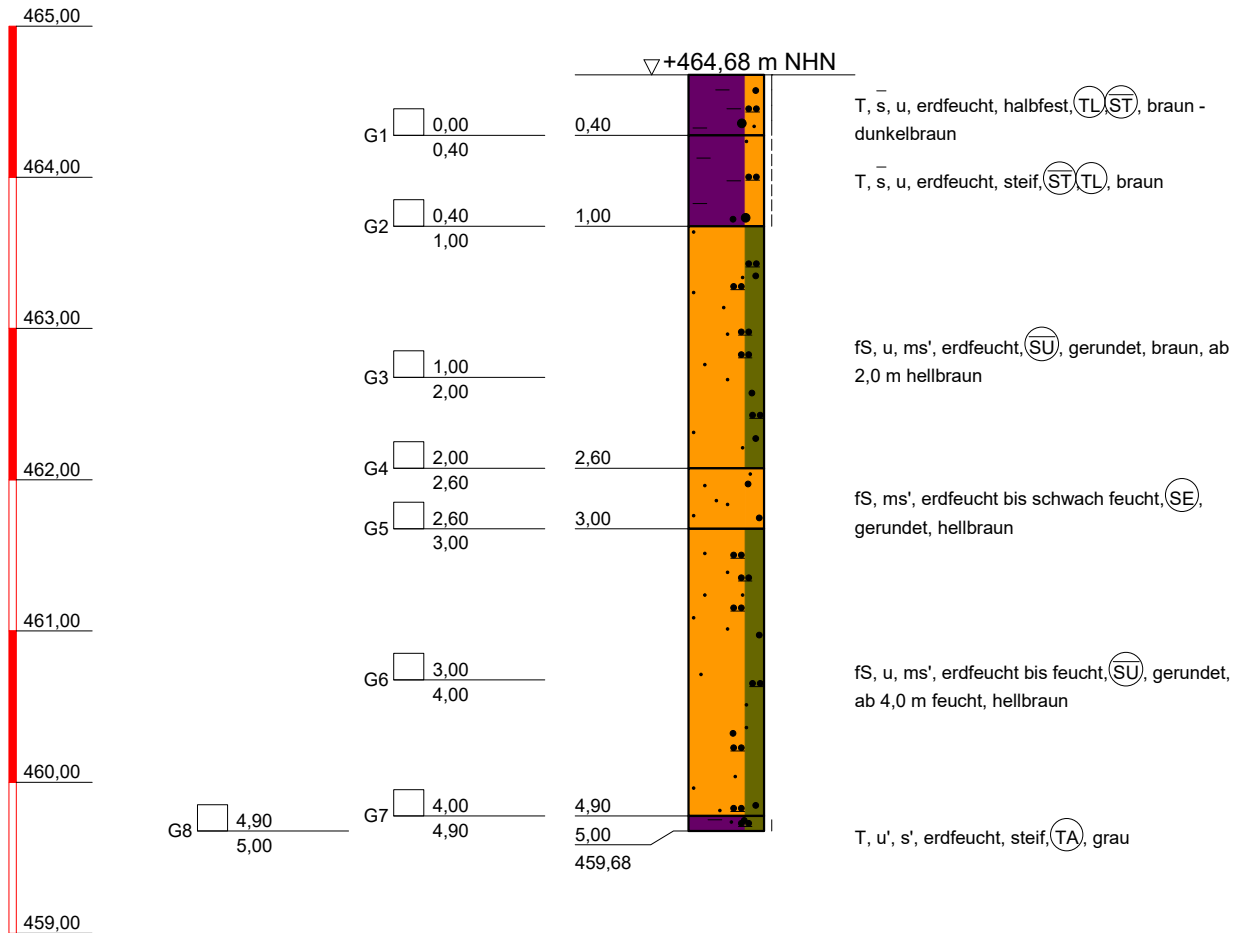 465,00
+464,68 m NHN
T, s̅, u, erdfeucht, halbfest, TL S̅T̅, braun -
dunkelbraun
G1 0,00 0,40
0,40
464,00
T, s̅, u, erdfeucht, steif, S̅T̅ TL, braun
G2 0,40 1,00
1,00
463,00
fS, u, ms', erdfeucht, S̅U̅, gerundet, braun, ab
2,0 m hellbraun
G3 1,00
2,00
462,00
G4 2,00 2,60
2,60
fS, ms', erdfeucht bis schwach feucht, SE,
gerundet, hellbraun
G5 2,60 3,00
3,00
461,00
G6 3,00
4,00
fS, u, ms', erdfeucht bis feucht, S̅U̅, gerundet,
ab 4,0 m feucht, hellbraun
460,00
G7 4,00 4,90
4,90
G8 4,90 5,00
5,00
459,68
T, u', s', erdfeucht, steif, TA, grau
459,00